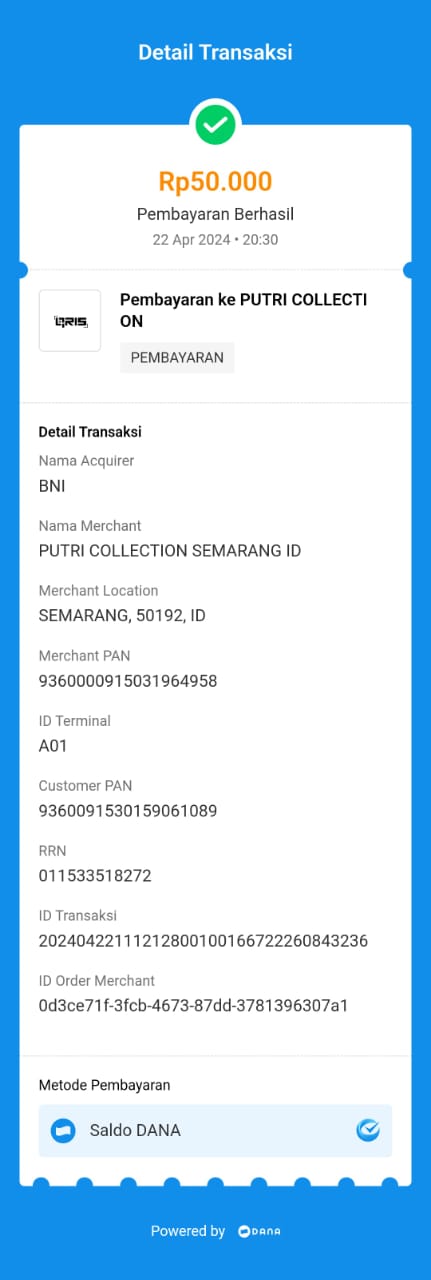 Detail Transaksi
Rp50.000
Pembayaran Berhasil
22 Apr 2024 • 20:30
QRIS
Pembayaran ke PUTRI COLLECTI
ON
PEMBAYARAN
Detail Transaksi
Nama Acquirer
BNI
Nama Merchant
PUTRI COLLECTION SEMARANG ID
Merchant Location
SEMARANG, 50192, ID
Merchant PAN
9360000915031964958
ID Terminal
A01
Customer PAN
9360091530159061089
RRN
011533518272
ID Transaksi
20240422111212800100166722260843236
ID Order Merchant
0d3ce71f-3fcb-4673-87dd-3781396307a1
Metode Pembayaran
Saldo DANA
Powered by DANA